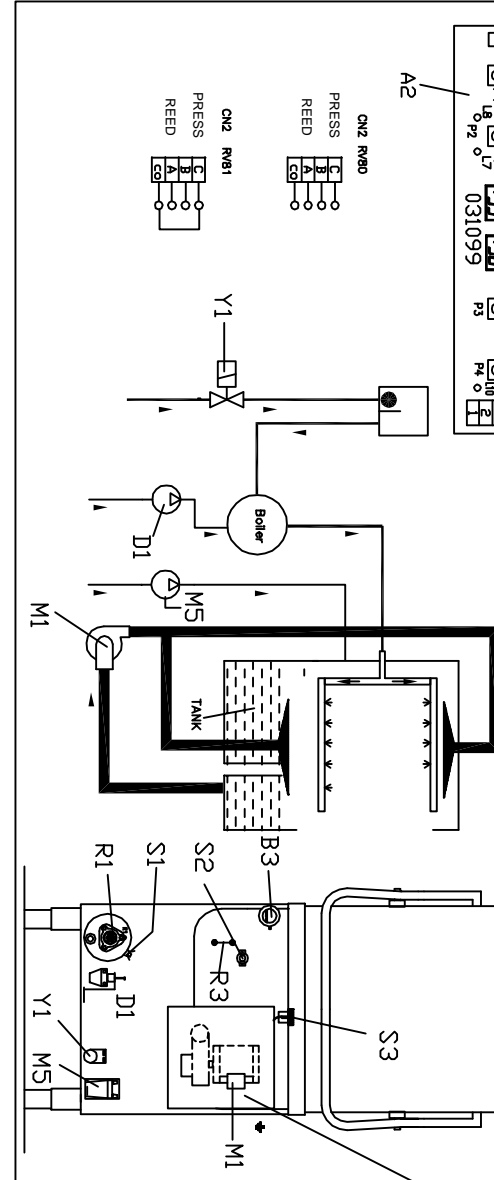 A2
L8
P2
L7
031099
P3
P4
L10
1 2
CN2 RVB0
PRESS C
B
REED A
CO
CN2 RVB1
PRESS C
B
REED A
CO
Y1
Boiler
D1
M5
M1
TANK
R1
S1
S2
B3
R3
D1
Y1
M5
M1
S3